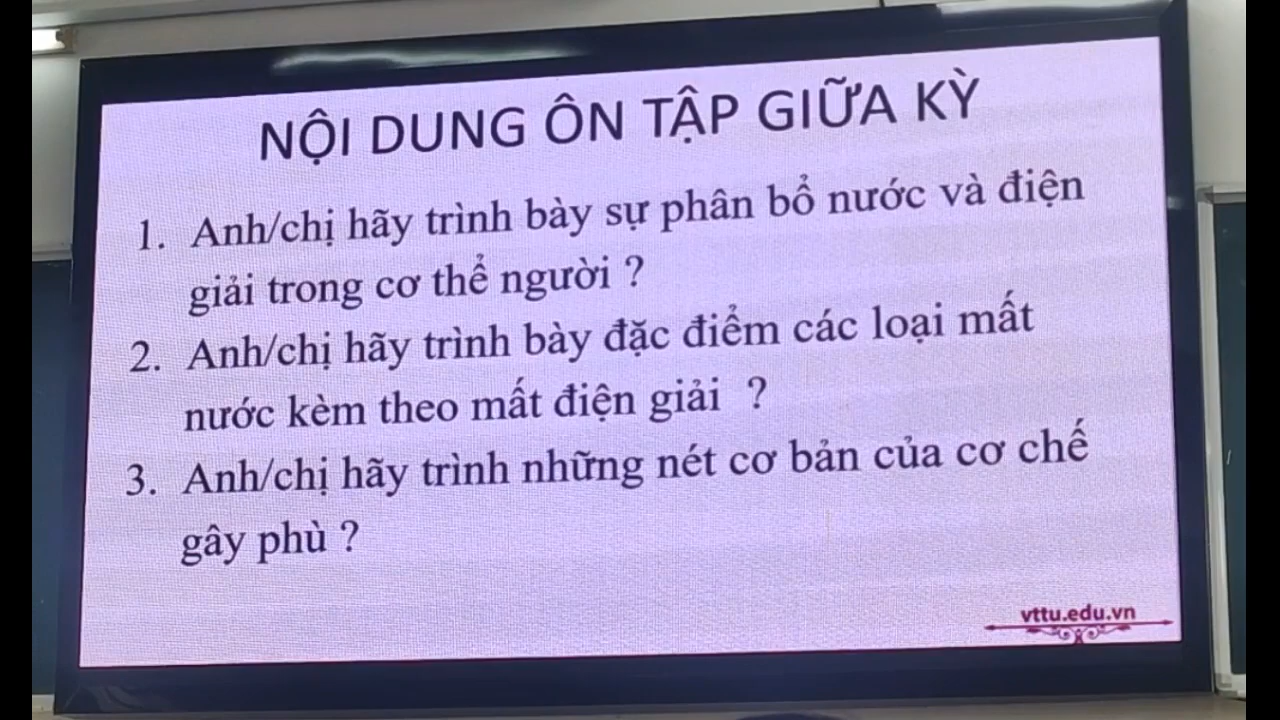 NỘI DUNG ÔN TẬP GIỮA KỲ
1. Anh/chị hãy trình bày sự phân bổ nước và điện
giải trong cơ thể người ?
2. Anh/chị hãy trình bày đặc điểm các loại mất
nước kèm theo mất điện giải ?
3. Anh/chị hãy trình những nét cơ bản của cơ chế
gây phù ?
vttu.edu.vn